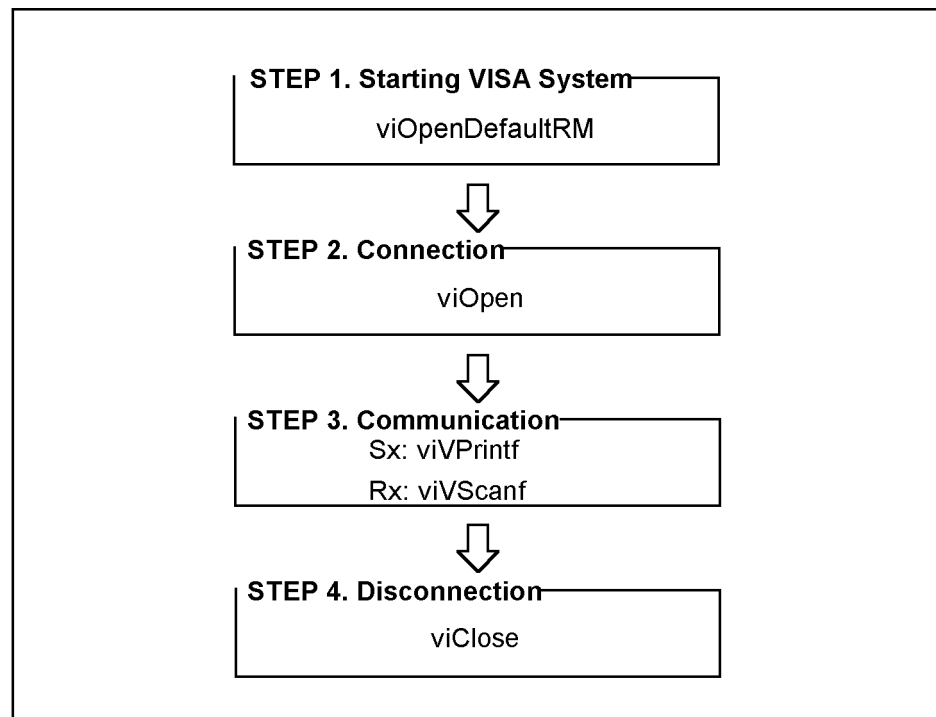 STEP 1. Starting VISA System
viOpenDefaultRM
STEP 2. Connection
viOpen
STEP 3. Communication
Sx: viVPrintf
Rx: viVScanf
STEP 4. Disconnection
viClose